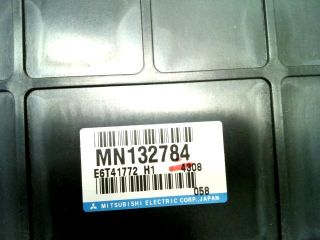 MN132784
E6T41772 H1 4308
058
MITSUBISHI ELECTRIC CORP., JAPAN